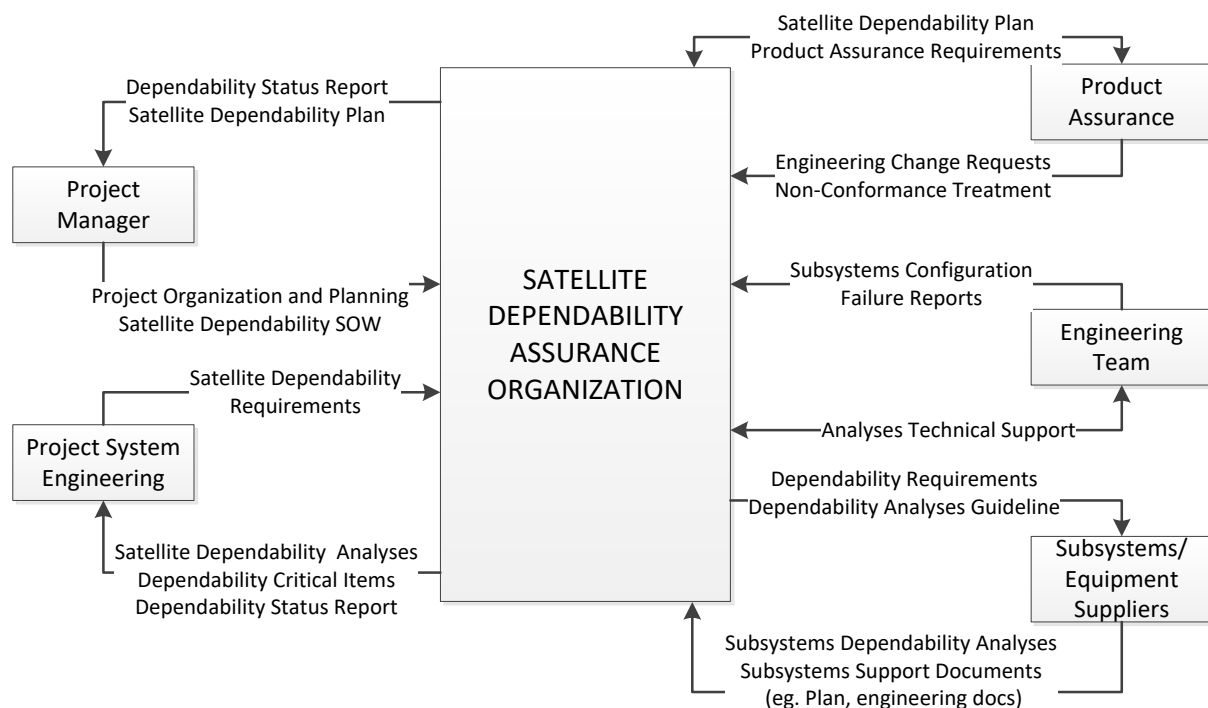 Satellite Dependability Plan
Product Assurance Requirements
Dependability Status Report
Satellite Dependability Plan
Product
Assurance
Project
Manager
Engineering Change Requests
Non-Conformance Treatment
Project Organization and Planning
Satellite Dependability SOW
SATELLITE
DEPENDABILITY
ASSURANCE
ORGANIZATION
Subsystems Configuration
Failure Reports
Engineering
Team
Satellite Dependability
Requirements
Project System
Engineering
Analyses Technical Support
Dependability Requirements
Dependability Analyses Guideline
Satellite Dependability Analyses
Dependability Critical Items
Dependability Status Report
Subsystems/
Equipment
Suppliers
Subsystems Dependability Analyses
Subsystems Support Documents
(eg. Plan, engineering docs)